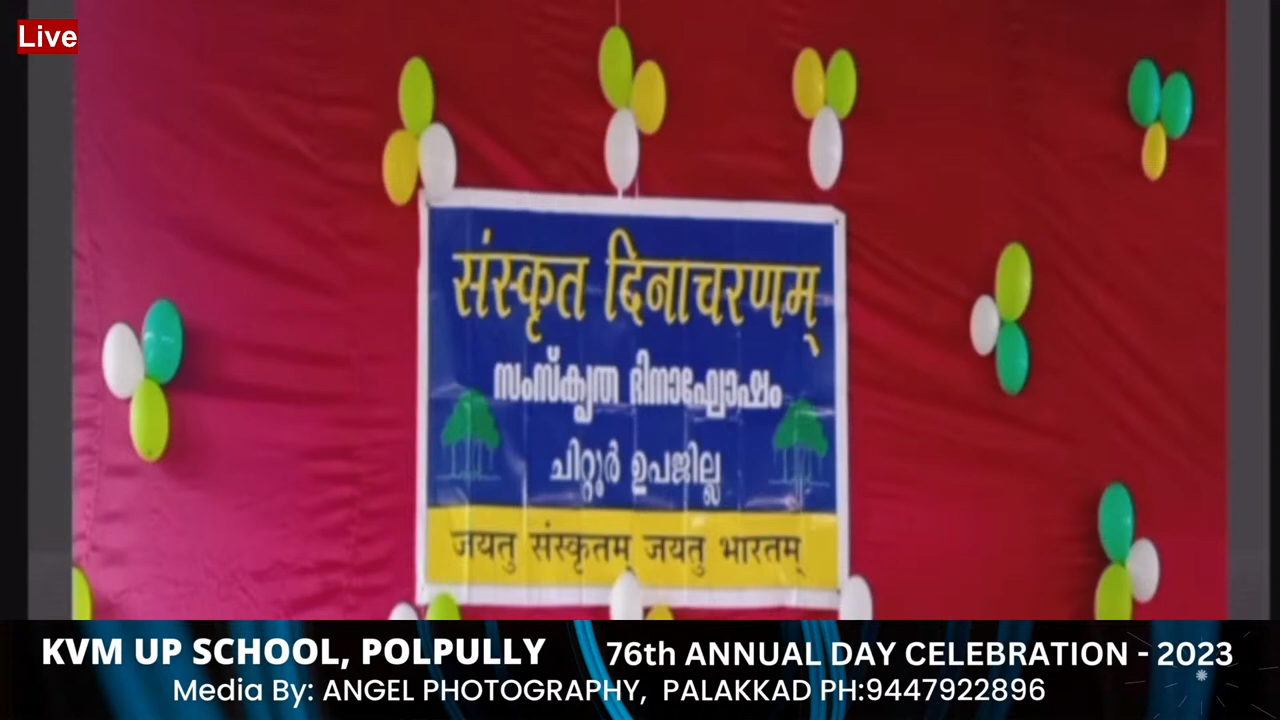 Live
संस्कृत दिनाचरणम्
സംസ്കൃത ദിനാഘോഷം
ചിറ്റൂർ ഉപജില്ല
जयतु संस्कृतम् जयतु भारतम्
KVM UP SCHOOL, POLPULLY 76th ANNUAL DAY CELEBRATION - 2023
Media By: ANGEL PHOTOGRAPHY, PALAKKAD PH:9447922896